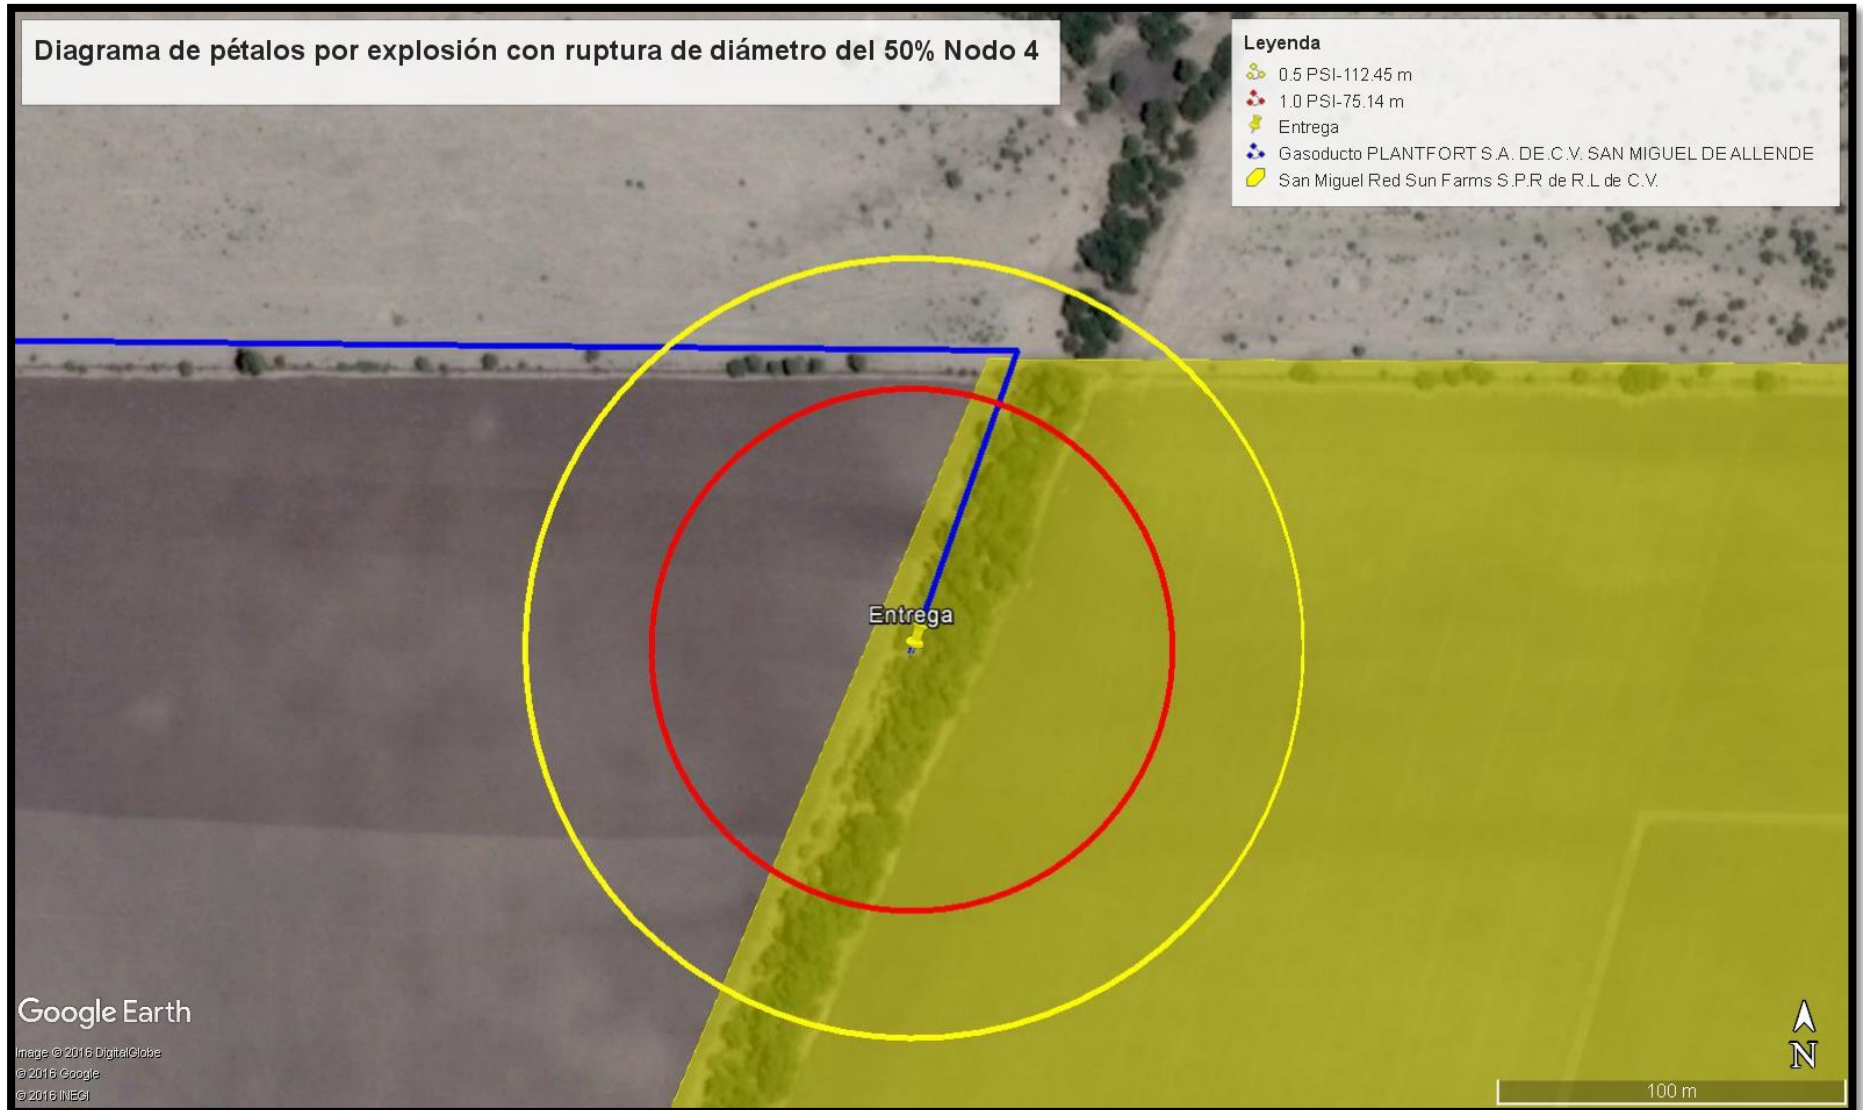 Diagrama de pétalos por explosión con ruptura de diámetro del 50% Nodo 4
Leyenda
0.5 PSI-112.45 m
1.0 PSI-75.14 m
Entrega
Gasoducto PLANTFORT S.A. DE.C.V. SAN MIGUEL DE ALLENDE
San Miguel Red Sun Farms S.P.R de R.L de C.V.
Entrega
Google Earth
Image © 2016 DigitalGlobe
© 2016 Google
© 2016 INEGI
N
100 m